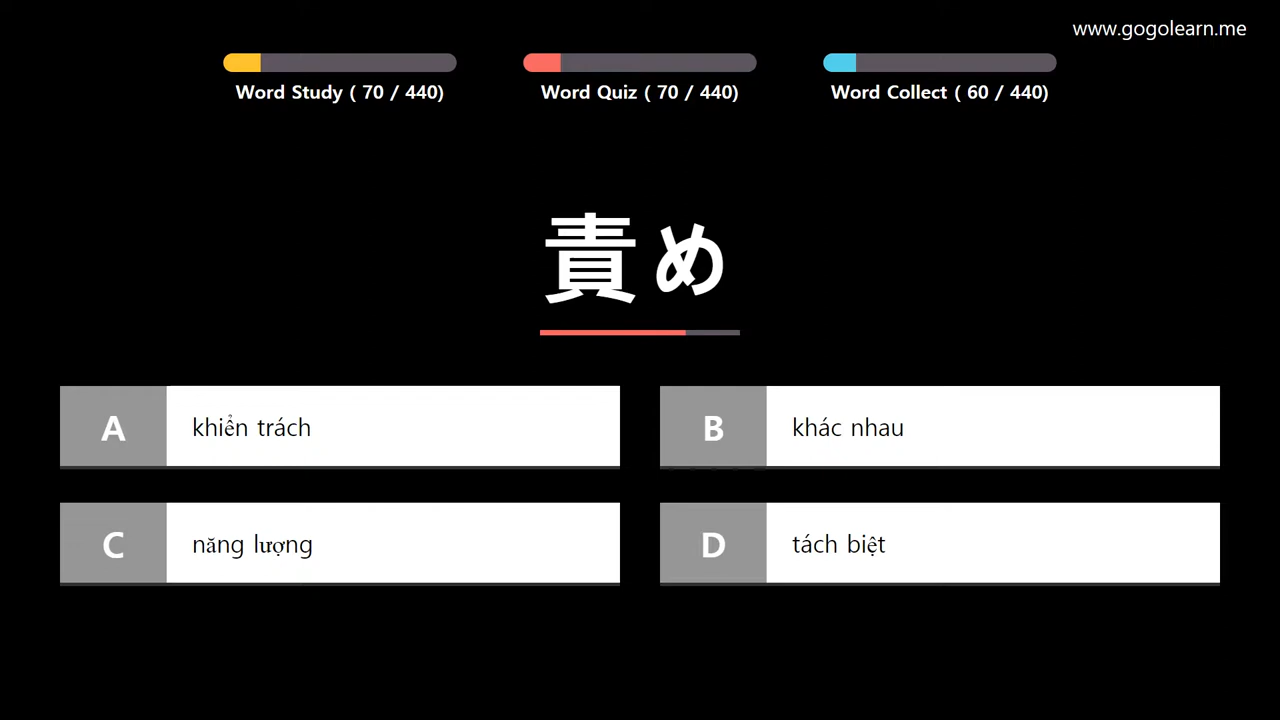 www.gogolearn.me
Word Study ( 70 / 440)
Word Quiz ( 70 / 440)
Word Collect ( 60 / 440)
責め
A khiển trách
B khác nhau
C năng lượng
D tách biệt